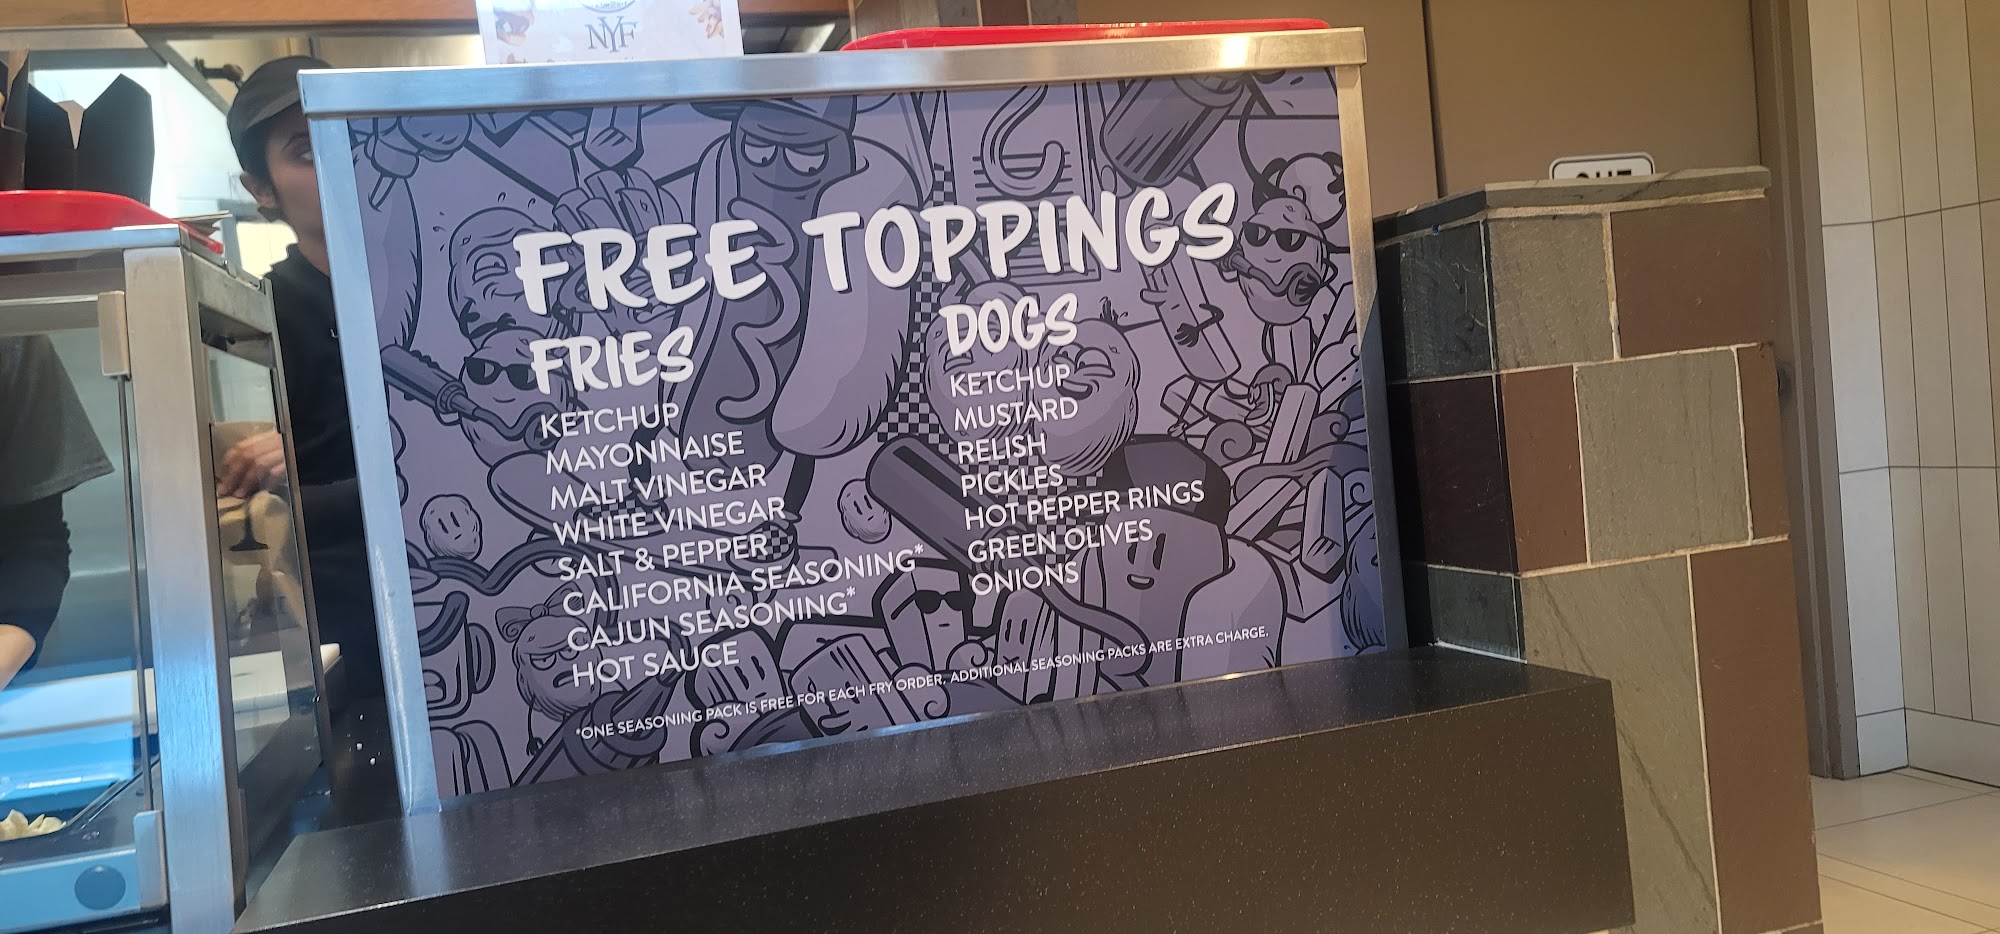 NYF
FREE TOPPINGS
FRIES
KETCHUP
MAYONNAISE
MALT VINEGAR
WHITE VINEGAR
SALT & PEPPER
CALIFORNIA SEASONING*
CAJUN SEASONING*
HOT SAUCE
DOGS
KETCHUP
MUSTARD
RELISH
PICKLES
HOT PEPPER RINGS
GREEN OLIVES
ONIONS
*ONE SEASONING PACK IS FREE FOR EACH FRY ORDER. ADDITIONAL SEASONING PACKS ARE EXTRA CHARGE.